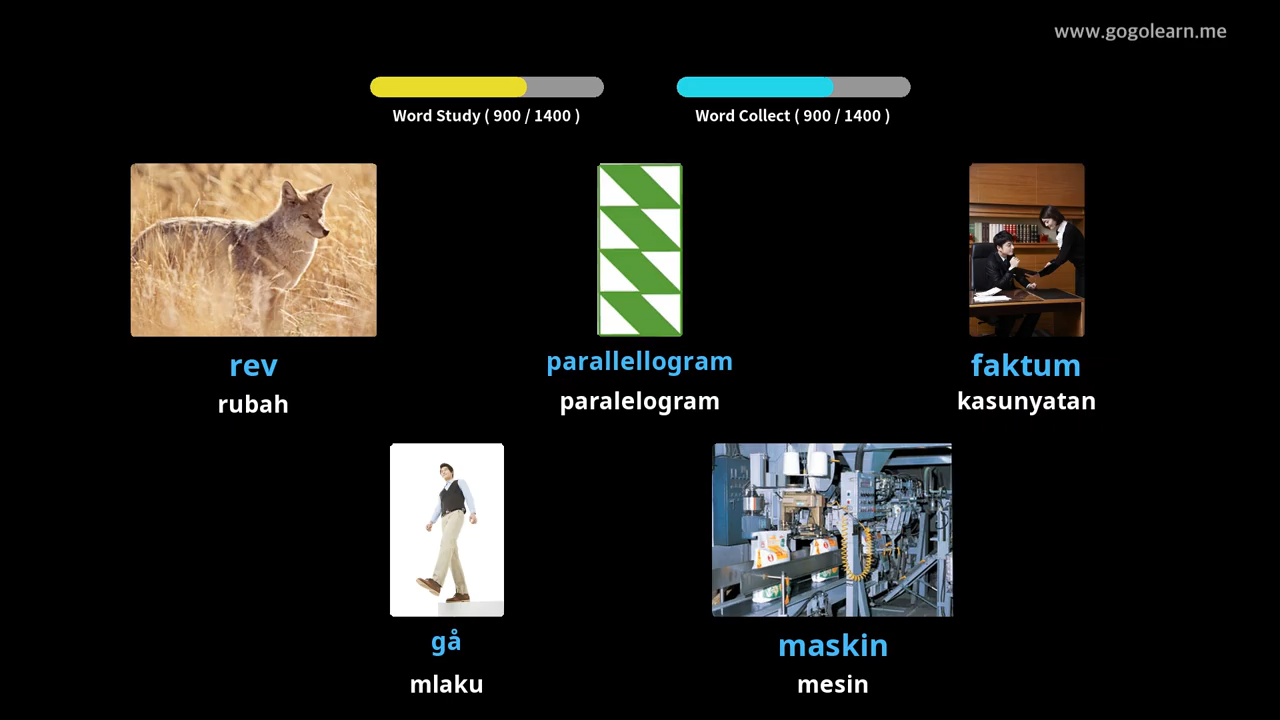 www.gogolearn.me
Word Study ( 900 / 1400 )
Word Collect ( 900 / 1400 )
rev
rubah
parallellogram
paralelogram
faktum
kasunyatan
gå
mlaku
maskin
mesin